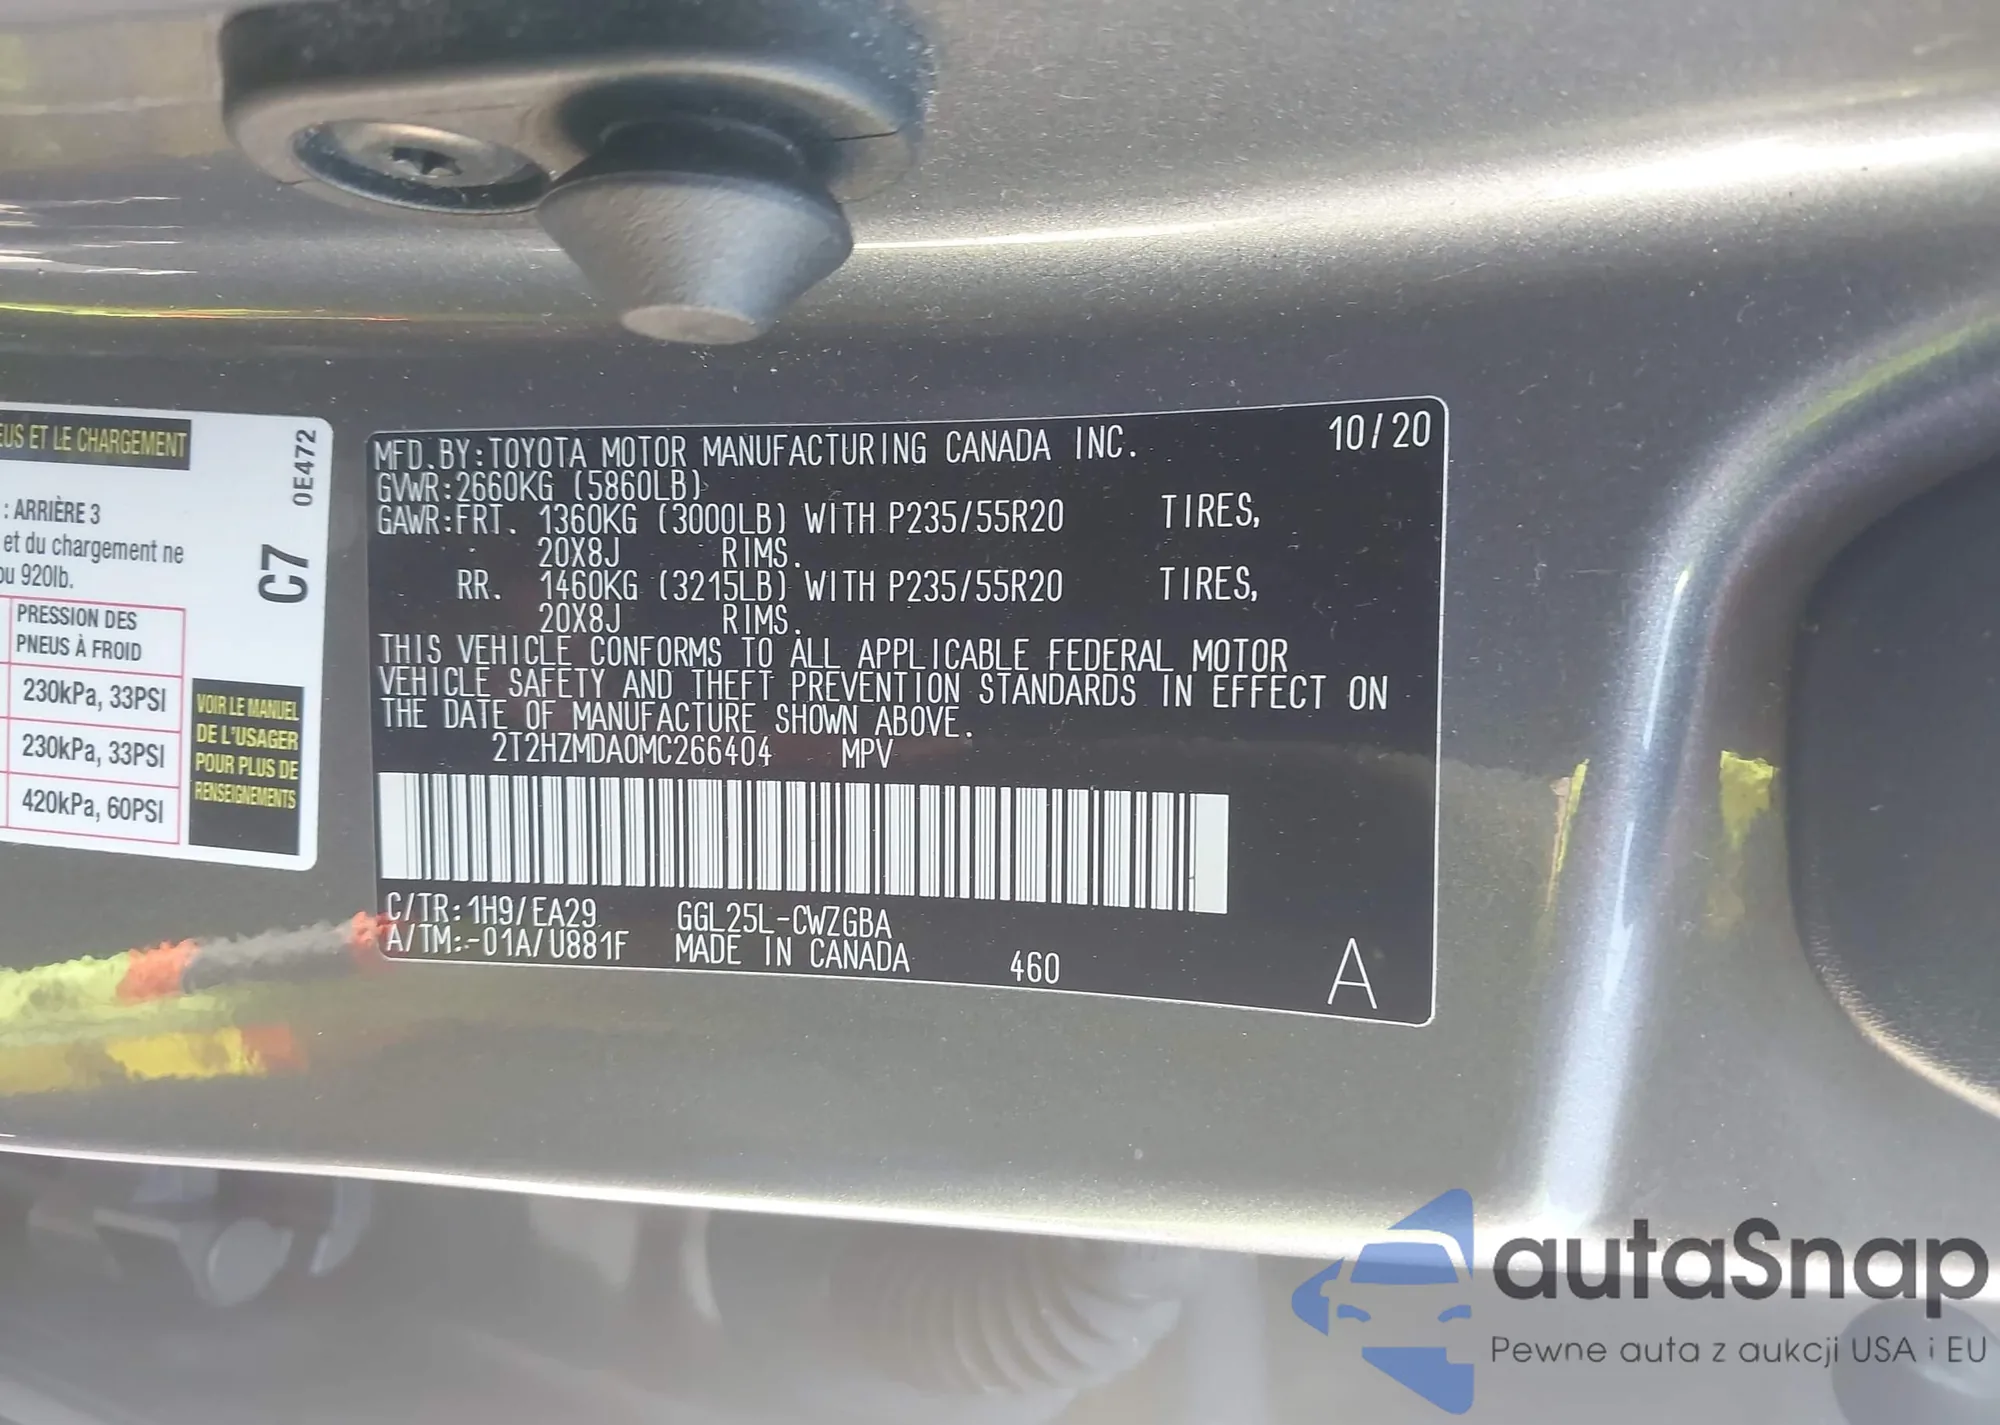 EUS ET LE CHARGEMENT
0E472
: ARRIÈRE 3
et du chargement ne
ou 920lb.
C7
PRESSION DES
PNEUS À FROID
230kPa, 33PSI
230kPa, 33PSI
420kPa, 60PSI
VOIR LE MANUEL
DE L'USAGER
POUR PLUS DE
RENSEIGNEMENTS
MFD.BY:TOYOTA MOTOR MANUFACTURING CANADA INC. 10/20
GVWR:2660KG (5860LB)
GAWR:FRT. 1360KG (3000LB) WITH P235/55R20 TIRES,
20X8J RIMS.
RR. 1460KG (3215LB) WITH P235/55R20 TIRES,
20X8J RIMS.
THIS VEHICLE CONFORMS TO ALL APPLICABLE FEDERAL MOTOR
VEHICLE SAFETY AND THEFT PREVENTION STANDARDS IN EFFECT ON
THE DATE OF MANUFACTURE SHOWN ABOVE.
2T2HZMDA0MC266404 MPV
C/TR:1H9/EA29 GGL25L-CWZGBA
A/TM:-01A/U881F MADE IN CANADA 460 A
autaSnap
Pewne auta z aukcji USA i EU